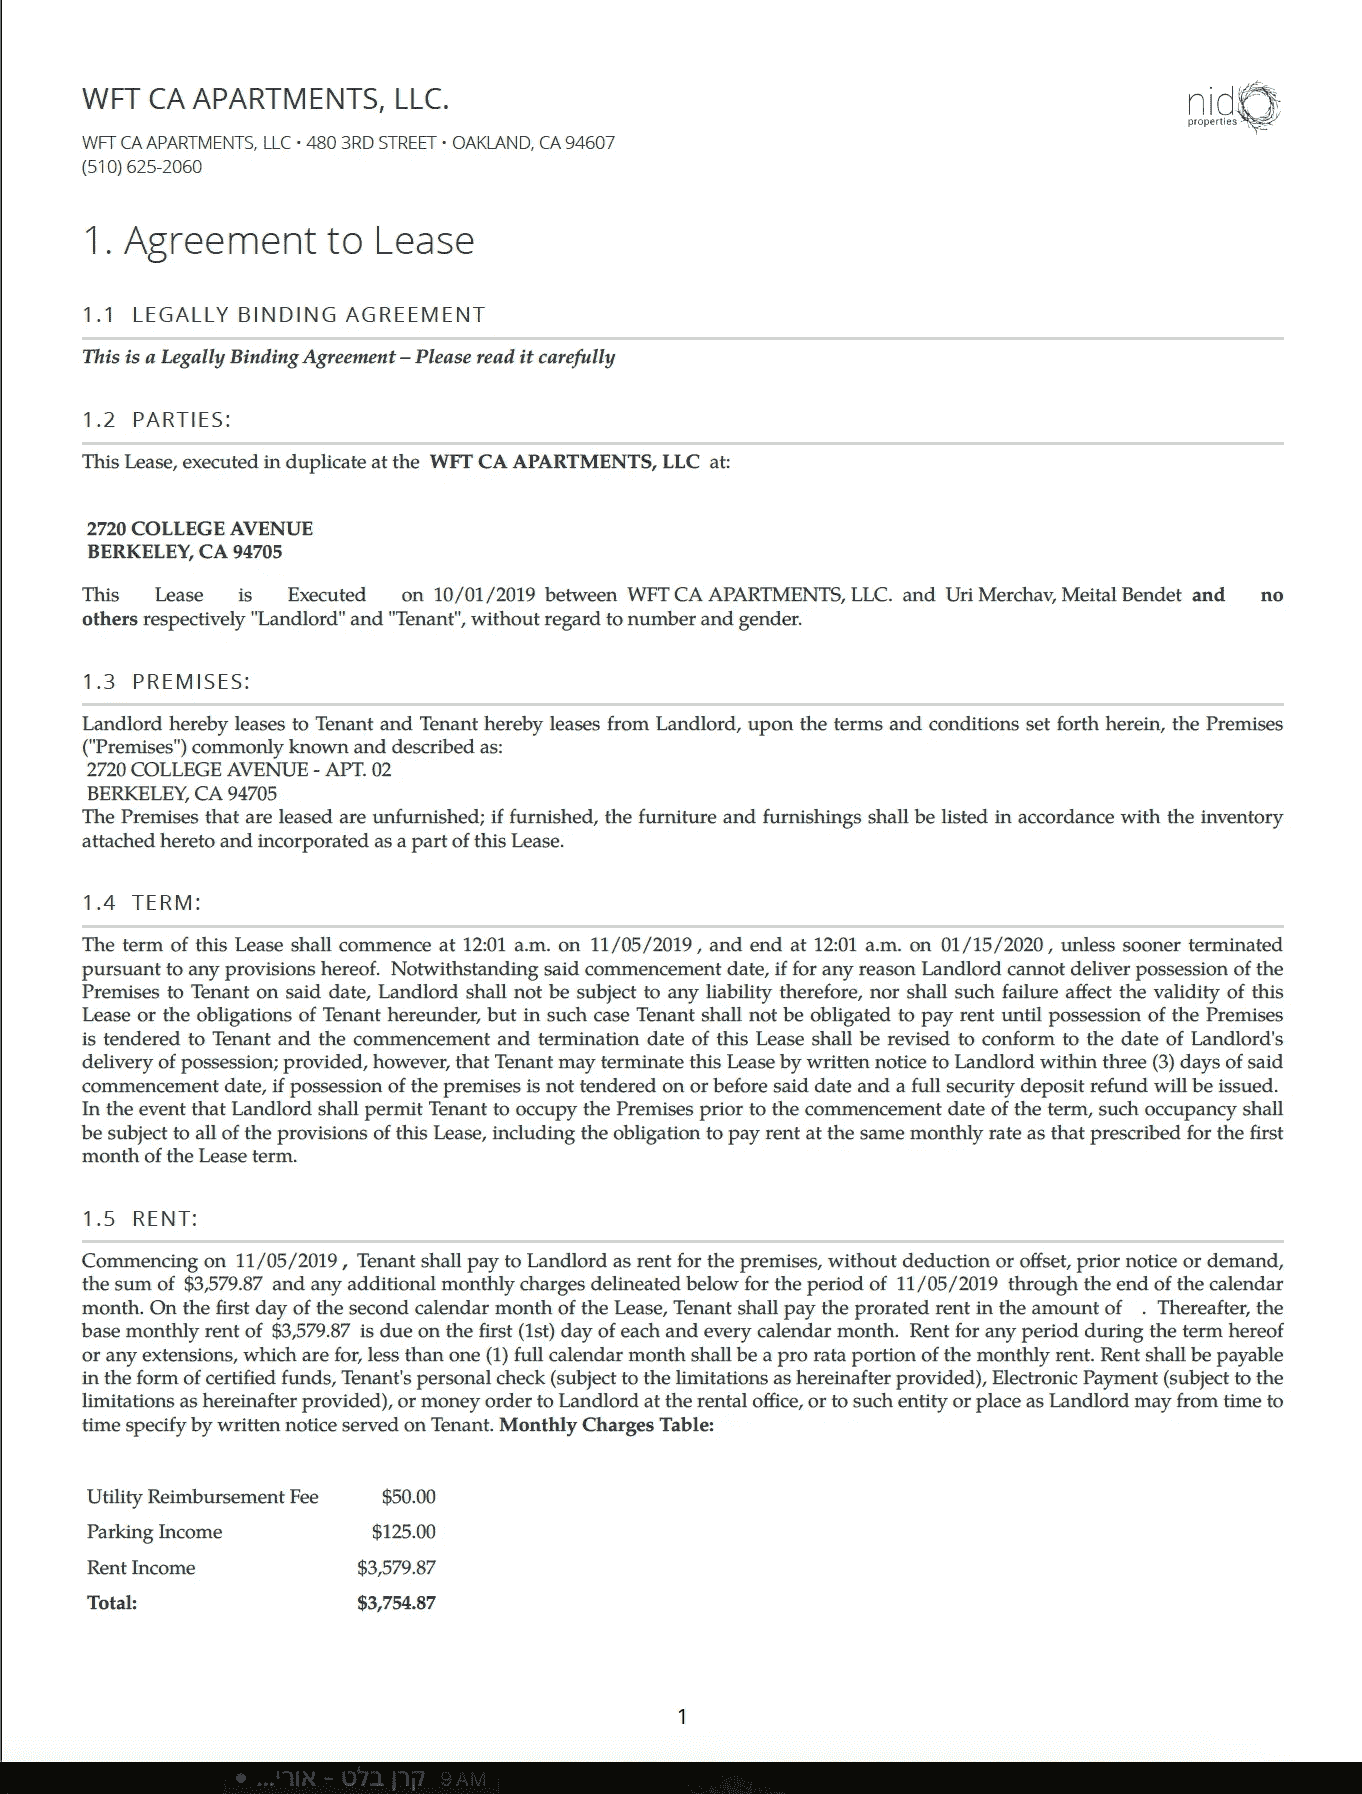 WFT CA APARTMENTS, LLC.
nido
properties
WFT CA APARTMENTS, LLC • 480 3RD STREET • OAKLAND, CA 94607
(510) 625-2060
1. Agreement to Lease
1.1 LEGALLY BINDING AGREEMENT
This is a Legally Binding Agreement – Please read it carefully
1.2 PARTIES:
This Lease, executed in duplicate at the WFT CA APARTMENTS, LLC at:
2720 COLLEGE AVENUE
BERKELEY, CA 94705
This Lease is Executed on 10/01/2019 between WFT CA APARTMENTS, LLC. and Uri Merchav, Meital Bendet and no
others respectively "Landlord" and "Tenant", without regard to number and gender.
1.3 PREMISES:
Landlord hereby leases to Tenant and Tenant hereby leases from Landlord, upon the terms and conditions set forth herein, the Premises
("Premises") commonly known and described as:
2720 COLLEGE AVENUE - APT. 02
BERKELEY, CA 94705
The Premises that are leased are unfurnished; if furnished, the furniture and furnishings shall be listed in accordance with the inventory
attached hereto and incorporated as a part of this Lease.
1.4 TERM:
The term of this Lease shall commence at 12:01 a.m. on 11/05/2019 , and end at 12:01 a.m. on 01/15/2020 , unless sooner terminated
pursuant to any provisions hereof. Notwithstanding said commencement date, if for any reason Landlord cannot deliver possession of the
Premises to Tenant on said date, Landlord shall not be subject to any liability therefore, nor shall such failure affect the validity of this
Lease or the obligations of Tenant hereunder, but in such case Tenant shall not be obligated to pay rent until possession of the Premises
is tendered to Tenant and the commencement and termination date of this Lease shall be revised to conform to the date of Landlord's
delivery of possession; provided, however, that Tenant may terminate this Lease by written notice to Landlord within three (3) days of said
commencement date, if possession of the premises is not tendered on or before said date and a full security deposit refund will be issued.
In the event that Landlord shall permit Tenant to occupy the Premises prior to the commencement date of the term, such occupancy shall
be subject to all of the provisions of this Lease, including the obligation to pay rent at the same monthly rate as that prescribed for the first
month of the Lease term.
1.5 RENT:
Commencing on 11/05/2019 , Tenant shall pay to Landlord as rent for the premises, without deduction or offset, prior notice or demand,
the sum of $3,579.87 and any additional monthly charges delineated below for the period of 11/05/2019 through the end of the calendar
month. On the first day of the second calendar month of the Lease, Tenant shall pay the prorated rent in the amount of . Thereafter, the
base monthly rent of $3,579.87 is due on the first (1st) day of each and every calendar month. Rent for any period during the term hereof
or any extensions, which are for, less than one (1) full calendar month shall be a pro rata portion of the monthly rent. Rent shall be payable
in the form of certified funds, Tenant's personal check (subject to the limitations as hereinafter provided), Electronic Payment (subject to the
limitations as hereinafter provided), or money order to Landlord at the rental office, or to such entity or place as Landlord may from time to
time specify by written notice served on Tenant. Monthly Charges Table:
Utility Reimbursement Fee $50.00
Parking Income $125.00
Rent Income $3,579.87
Total: $3,754.87
1
• ...קרן בלט - אורי 9 AM